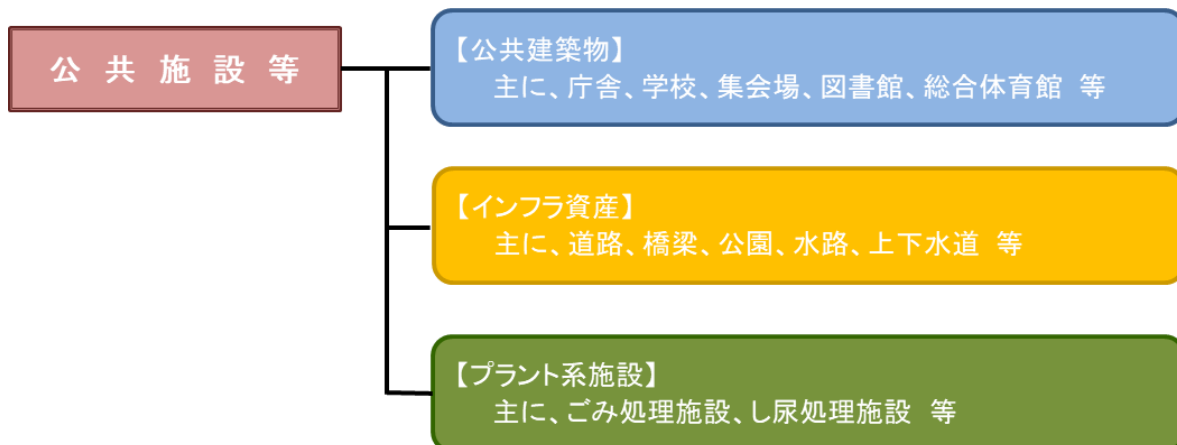 公共施設等
【公共建築物】
主に、庁舎、学校、集会場、図書館、総合体育館 等
【インフラ資産】
主に、道路、橋梁、公園、水路、上下水道 等
【プラント系施設】
主に、ごみ処理施設、し尿処理施設 等